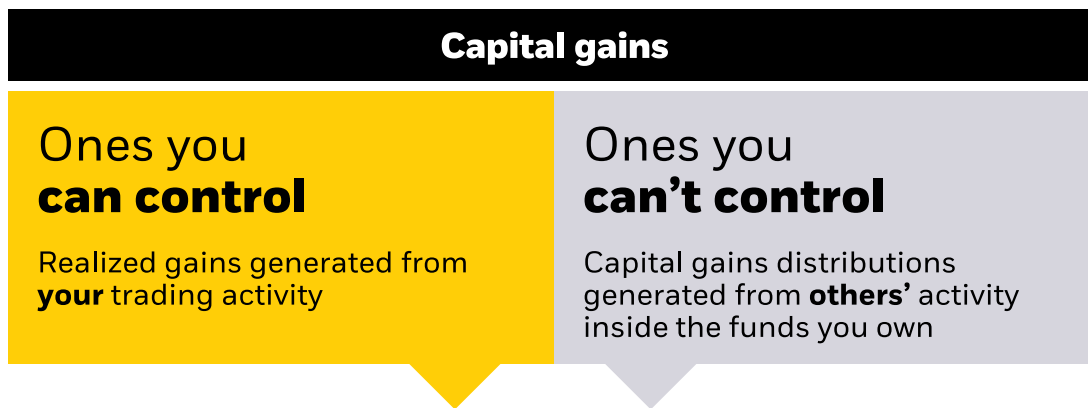 Capital gains
Ones you
can control
Realized gains generated from
your trading activity
Ones you
can’t control
Capital gains distributions
generated from others’ activity
inside the funds you own